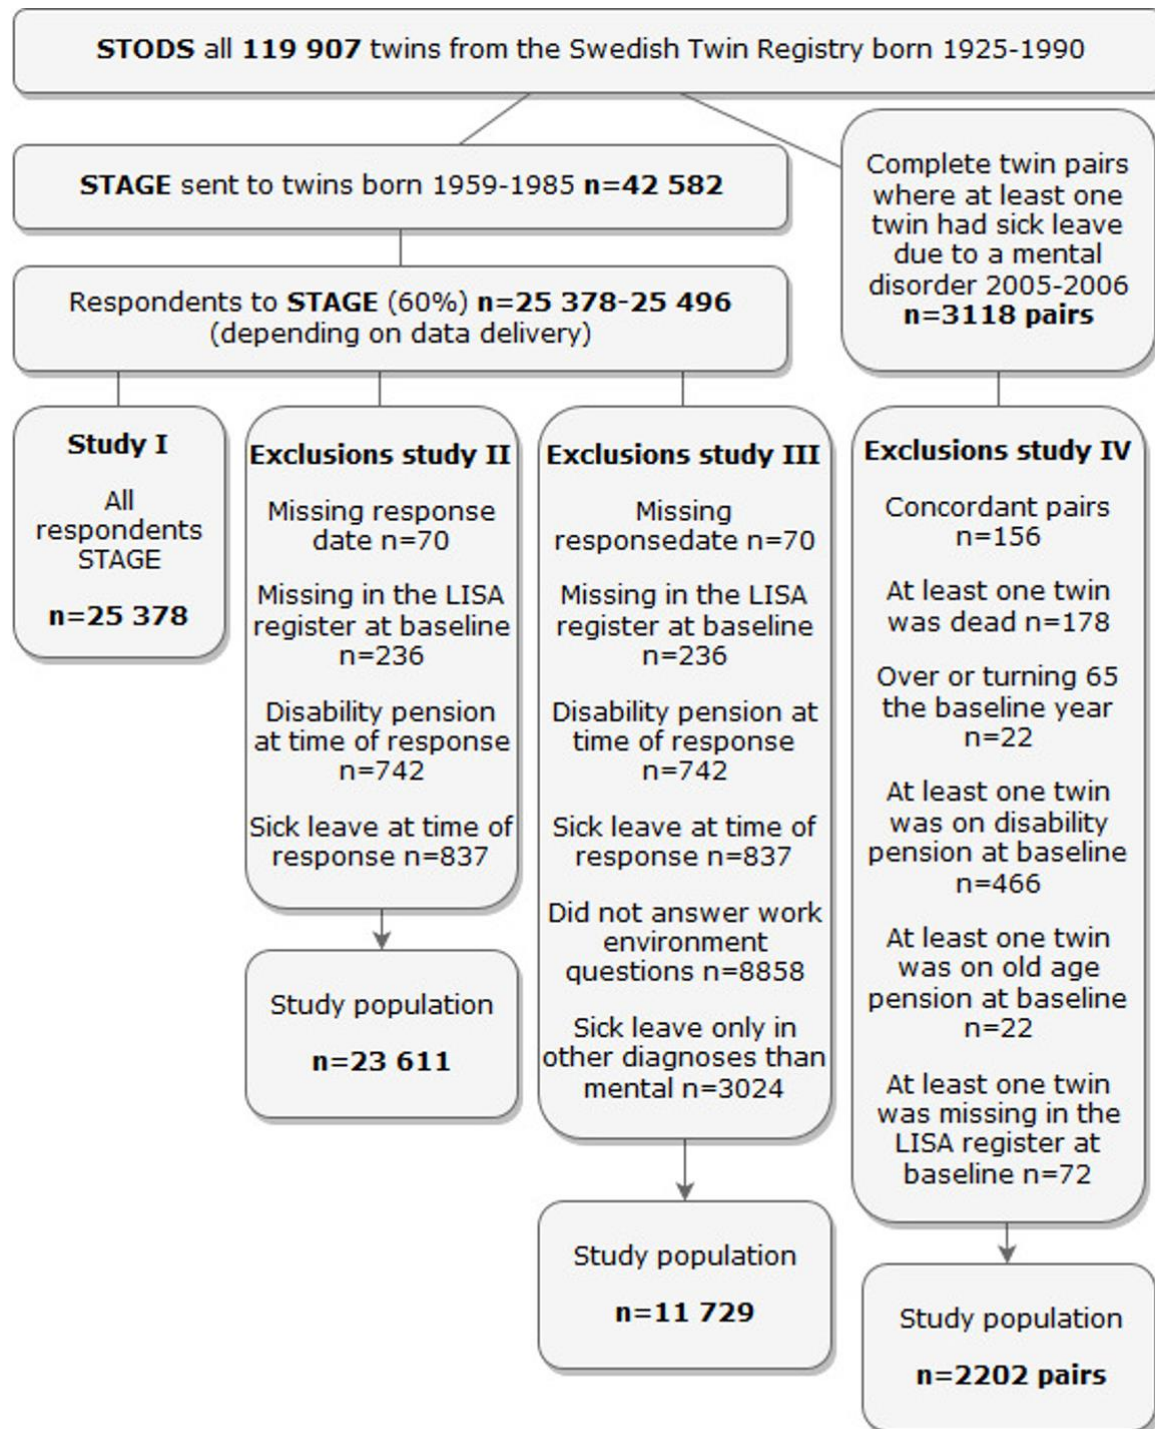 STODS all 119 907 twins from the Swedish Twin Registry born 1925-1990
STAGE sent to twins born 1959-1985 n=42 582
Complete twin pairs
where at least one
twin had sick leave
due to a mental
disorder 2005-2006
n=3118 pairs
Respondents to STAGE (60%) n=25 378-25 496
(depending on data delivery)
Study I
All
respondents
STAGE
n=25 378
Exclusions study II
Missing response
date n=70
Missing in the LISA
register at baseline
n=236
Disability pension
at time of response
n=742
Sick leave at time of
response n=837
Study population
n=23 611
Exclusions study III
Missing
responsedate n=70
Missing in the LISA
register at baseline
n=236
Disability pension at
time of response
n=742
Sick leave at time of
response n=837
Did not answer work
environment
questions n=8858
Sick leave only in
other diagnoses than
mental n=3024
Study population
n=11 729
Exclusions study IV
Concordant pairs
n=156
At least one twin
was dead n=178
Over or turning 65
the baseline year
n=22
At least one twin
was on disability
pension at baseline
n=466
At least one twin
was on old age
pension at baseline
n=22
At least one twin
was missing in the
LISA register at
baseline n=72
Study population
n=2202 pairs